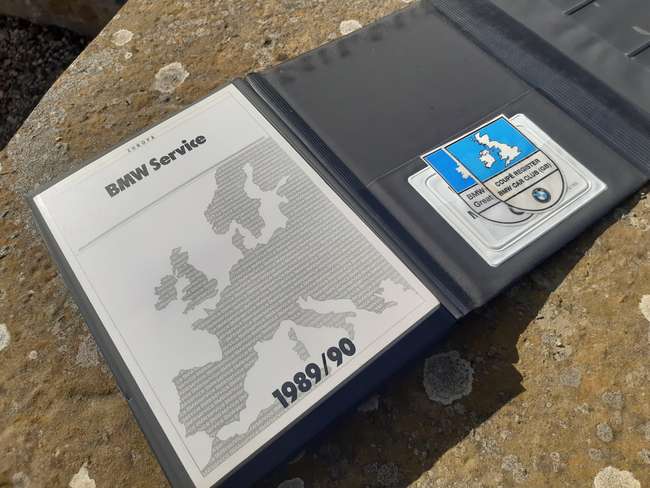 EUROPA
BMW Service
1989/90
COUPÉ REGISTER
BMW CAR CLUB (GB)
BMW
Great